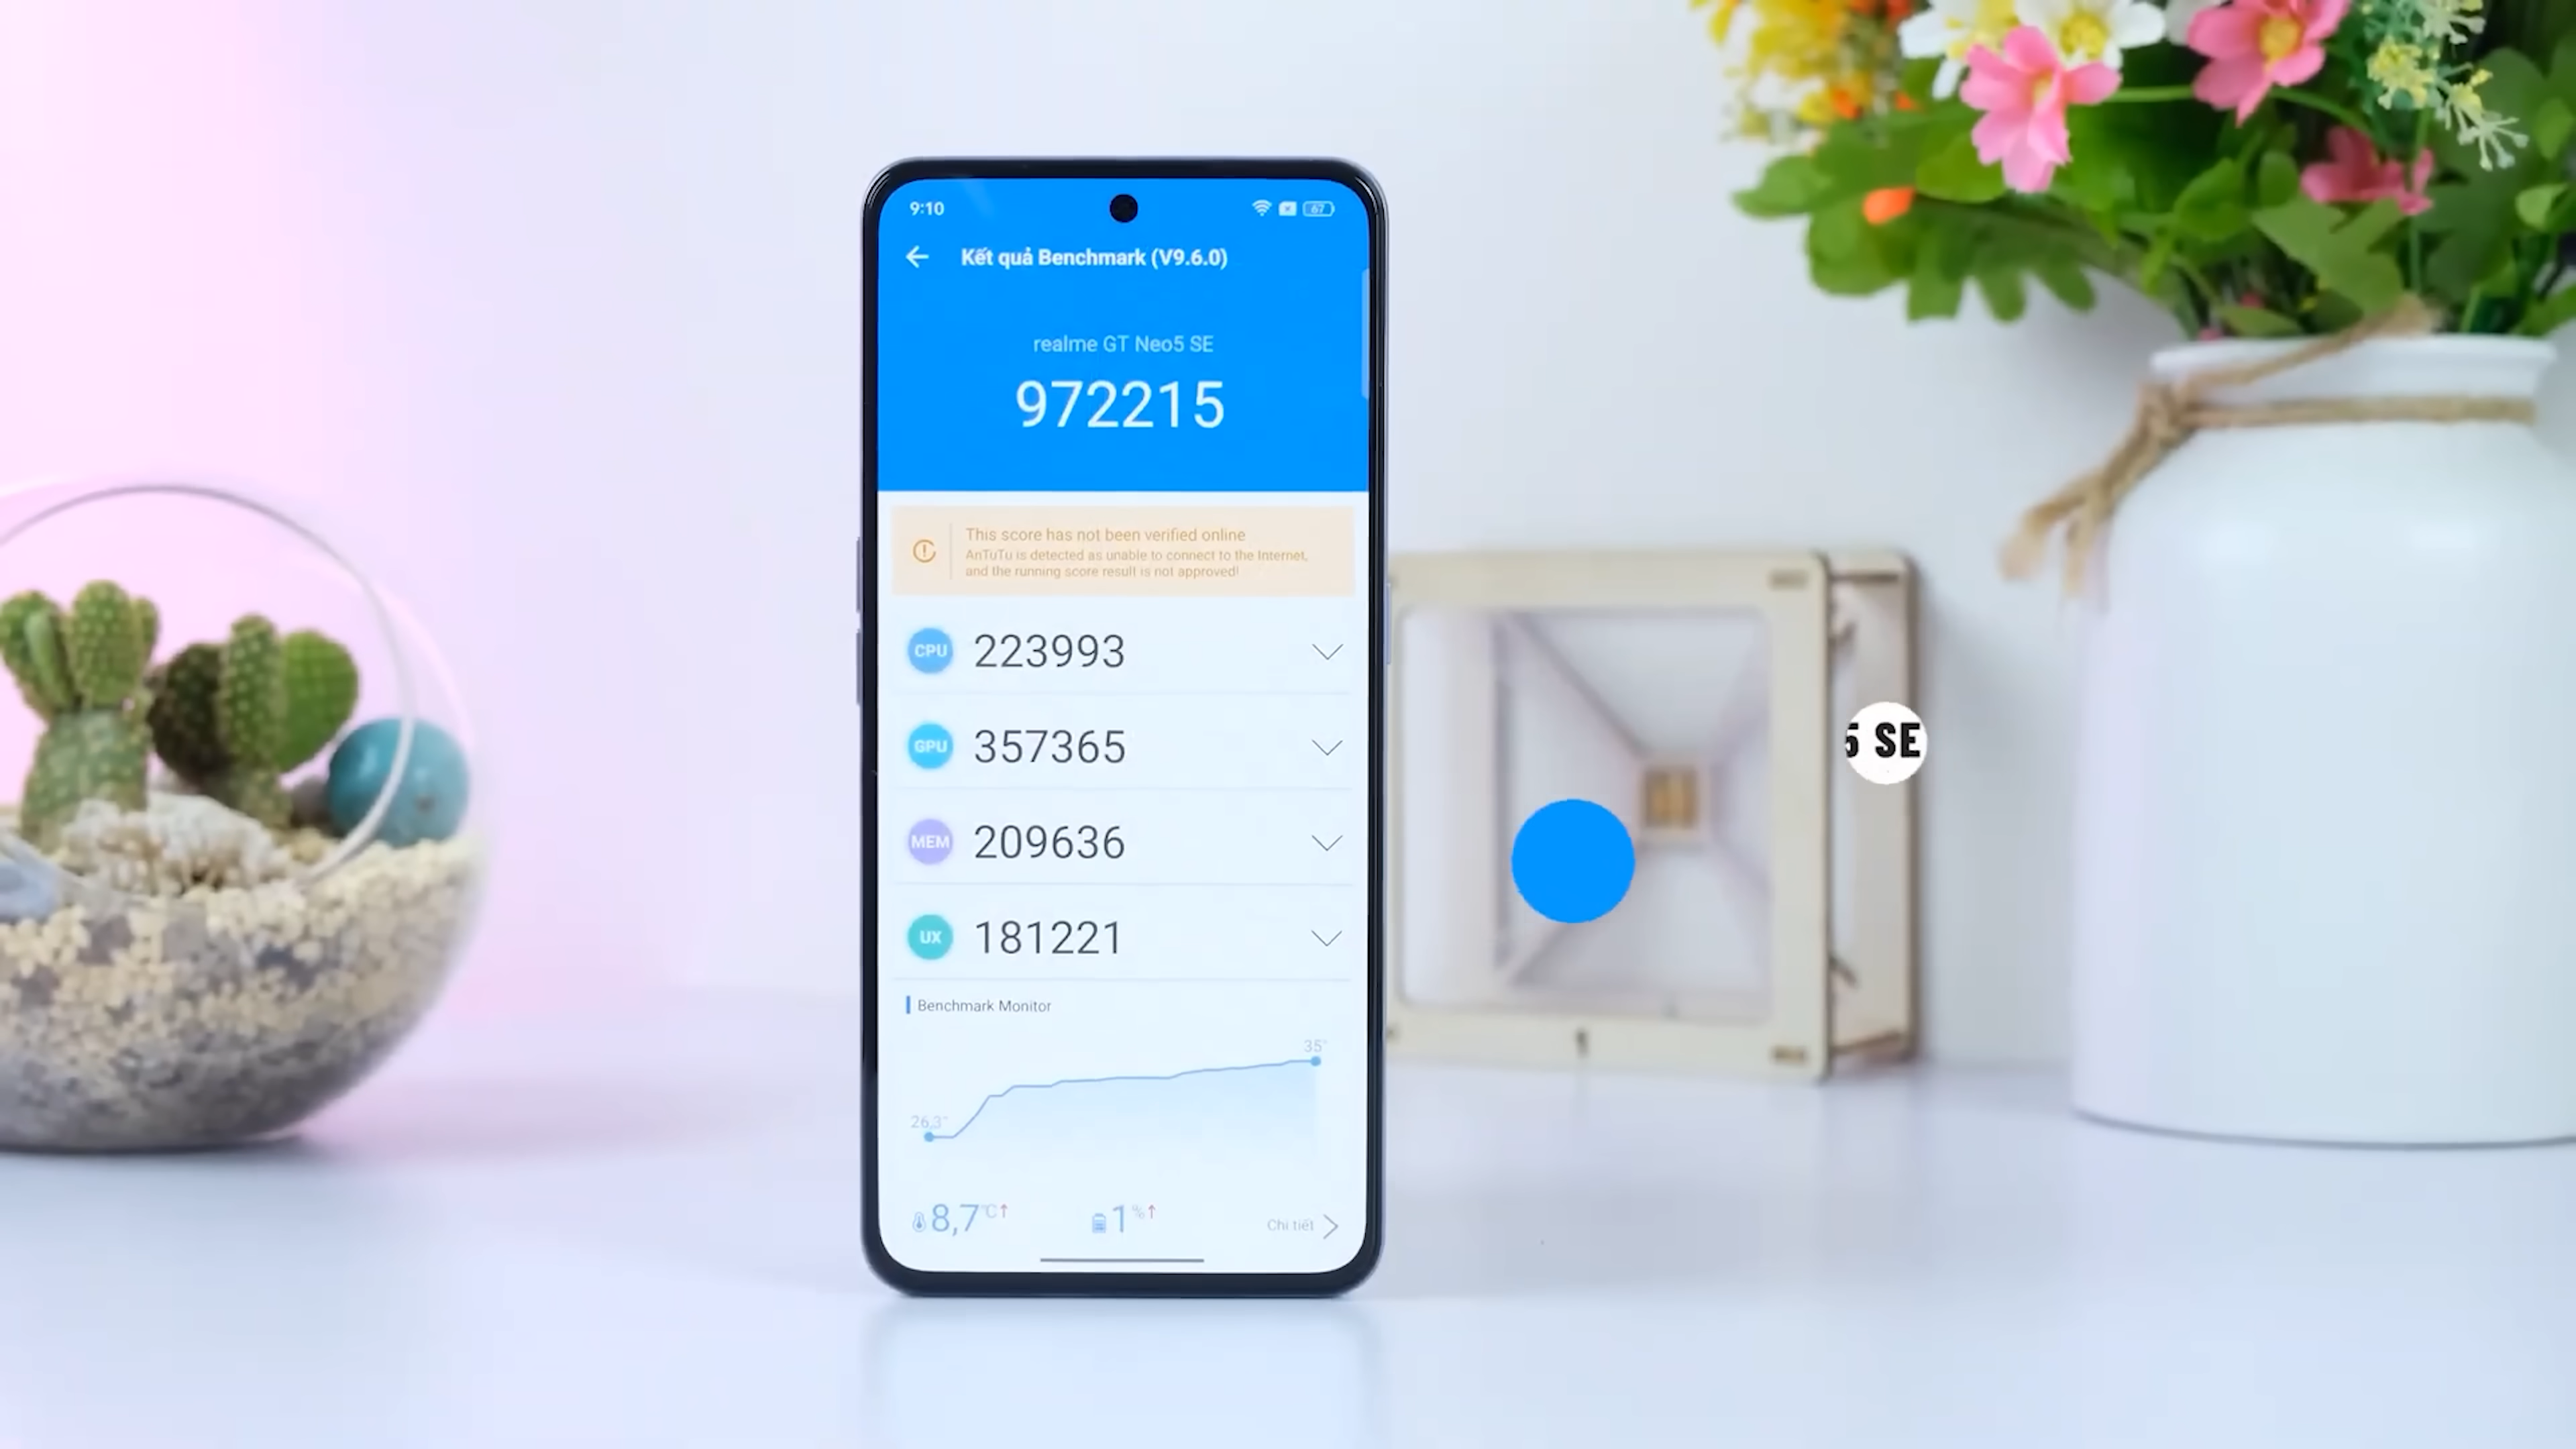 9:10
67
Kết quả Benchmark (V9.6.0)
realme GT Neo5 SE
972215
This score has not been verified online
AnTuTu is detected as unable to connect to the Internet,
and the running score result is not approved!
CPU 223993
GPU 357365
MEM 209636
UX 181221
5 SE
Benchmark Monitor
35°
26,3°
8,7°C↑
1%↑
Chi tiết